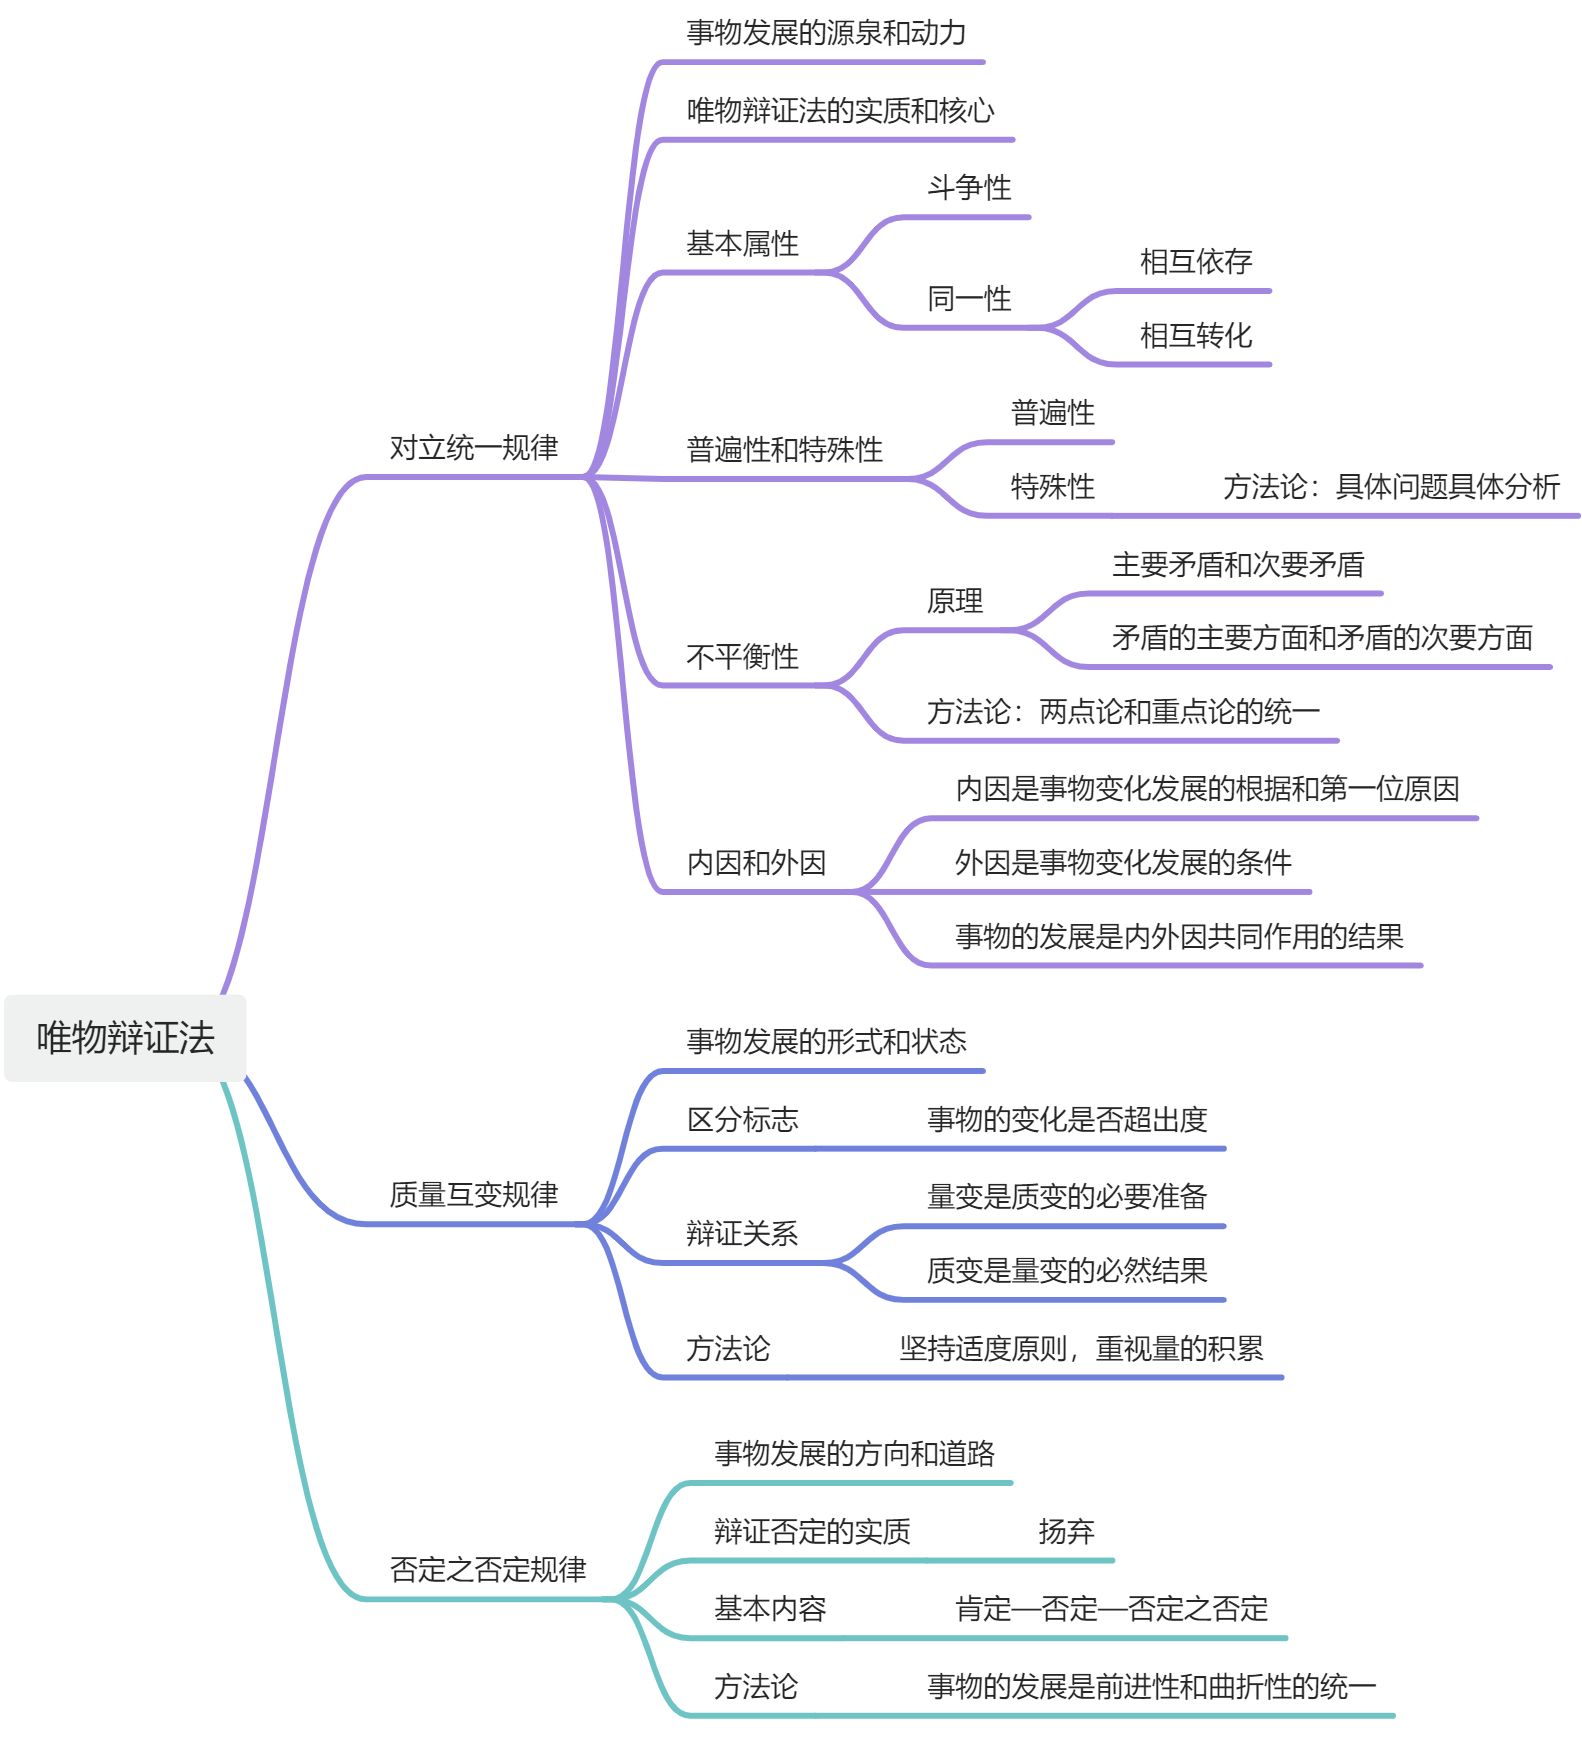 唯物辩证法
对立统一规律
事物发展的源泉和动力
唯物辩证法的实质和核心
基本属性
斗争性
同一性
相互依存
相互转化
普遍性和特殊性
普遍性
特殊性
方法论：具体问题具体分析
不平衡性
原理
主要矛盾和次要矛盾
矛盾的主要方面和矛盾的次要方面
方法论：两点论和重点论的统一
内因和外因
内因是事物变化发展的根据和第一位原因
外因是事物变化发展的条件
事物的发展是内外因共同作用的结果
质量互变规律
事物发展的形式和状态
区分标志
事物的变化是否超出度
辩证关系
量变是质变的必要准备
质变是量变的必然结果
方法论
坚持适度原则，重视量的积累
否定之否定规律
事物发展的方向和道路
辩证否定的实质
扬弃
基本内容
肯定—否定—否定之否定
方法论
事物的发展是前进性和曲折性的统一